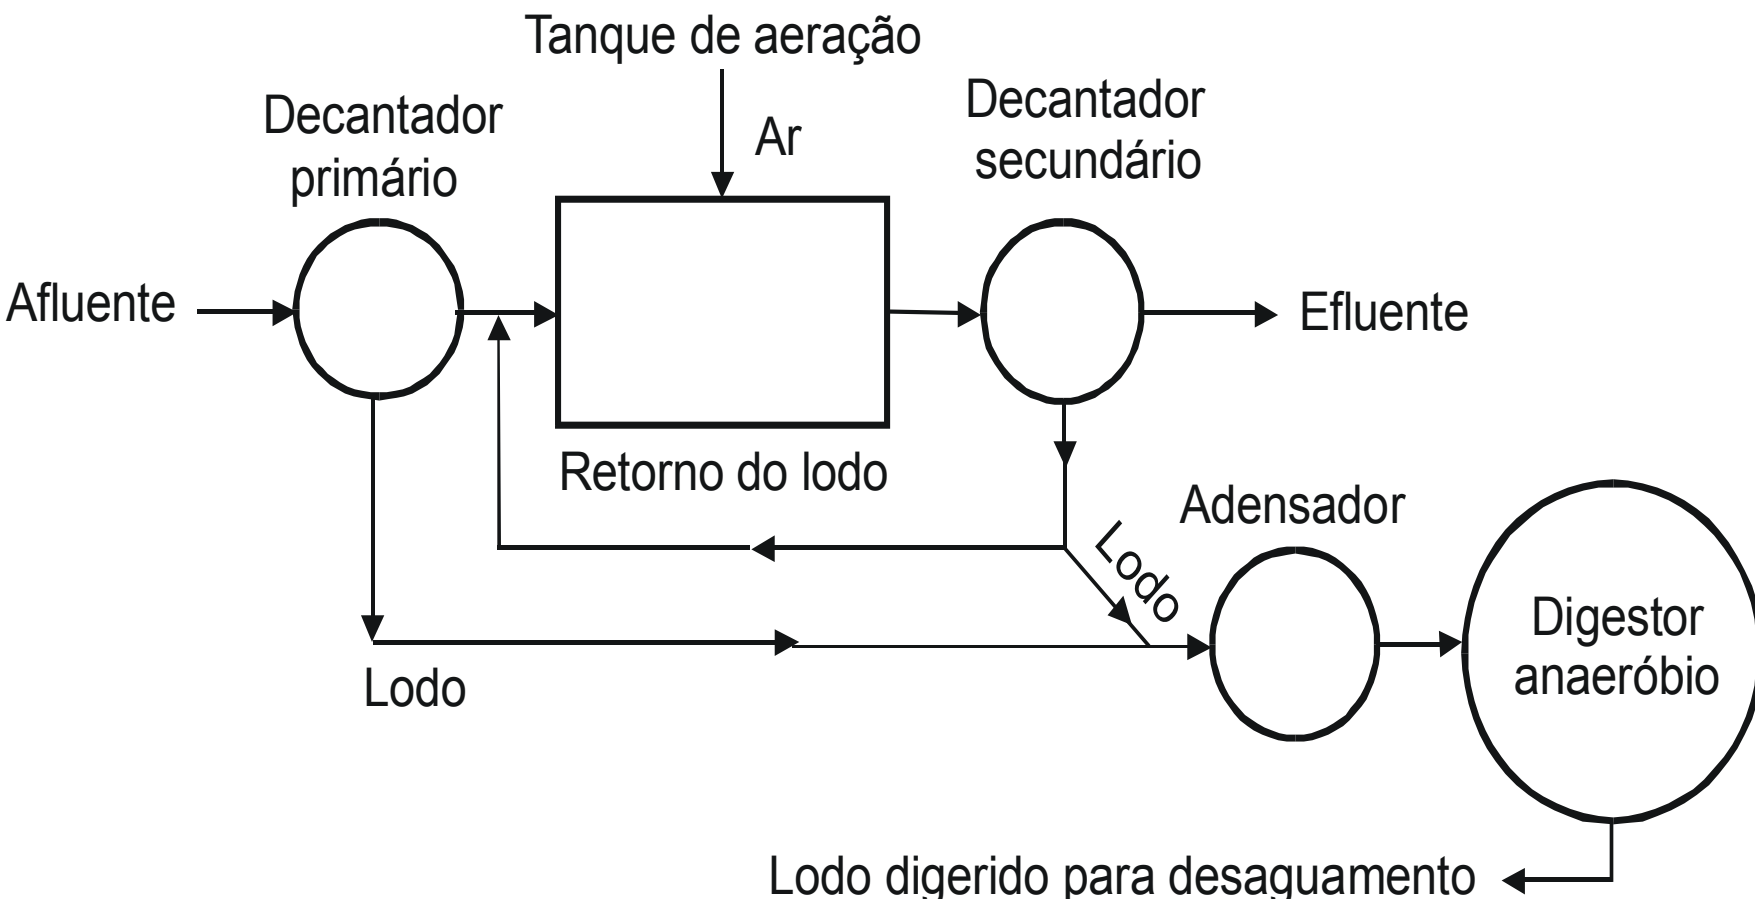 Tanque de aeração
Decantador
primário
Ar
Decantador
secundário
Afluente
Efluente
Retorno do lodo
Adensador
Lodo
Digestor
anaeróbio
Lodo
Lodo digerido para desaguamento